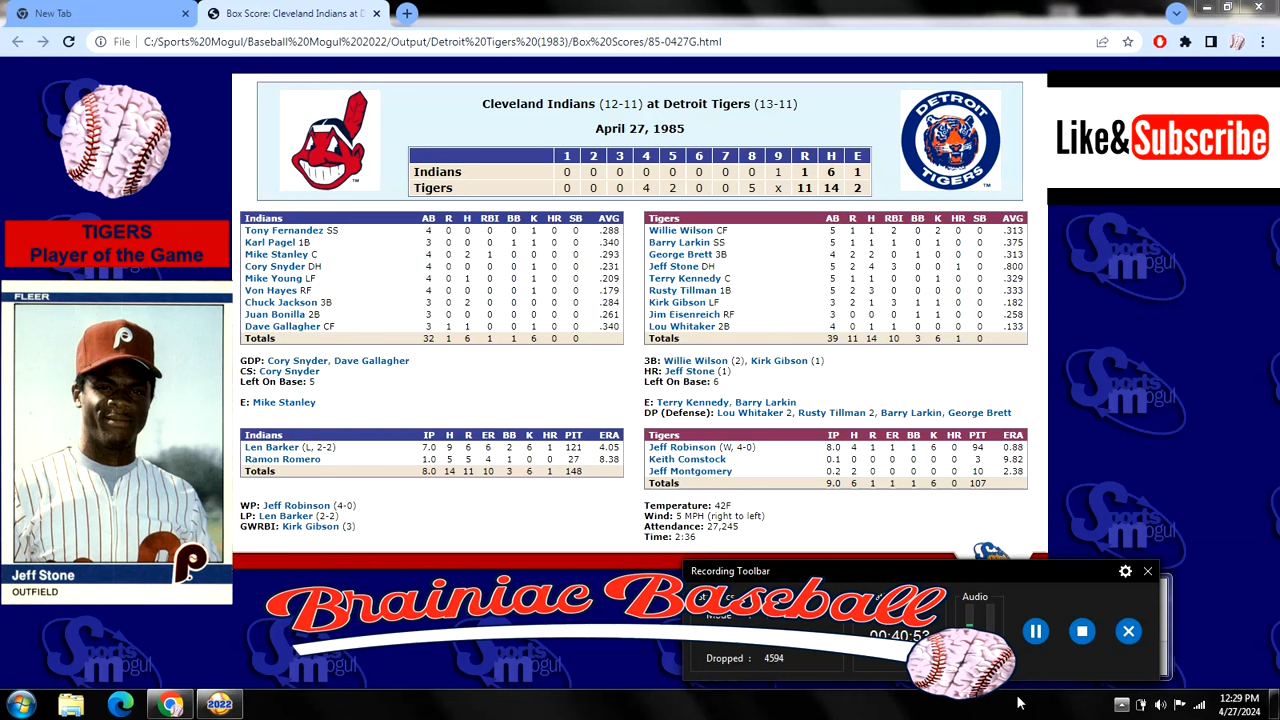 New Tab
Box Score: Cleveland Indians at D
File C:/Sports%20Mogul/Baseball%20Mogul%202022/Output/Detroit%20Tigers%20(1983)/Box%20Scores/85-0427G.html
Cleveland Indians (12-11) at Detroit Tigers (13-11)
April 27, 1985
1 2 3 4 5 6 7 8 9 R H E
Indians 0 0 0 0 0 0 0 0 1 1 6 1
Tigers 0 0 0 4 2 0 0 5 x 11 14 2
DETROIT TIGERS
Like& Subscribe
TIGERS
Player of the Game
FLEER
Jeff Stone
OUTFIELD
Indians AB R H RBI BB K HR SB AVG
Tony Fernandez SS 4 0 0 0 0 1 0 0 .288
Karl Pagel 1B 3 0 0 0 1 1 0 0 .340
Mike Stanley C 4 0 2 1 0 0 0 0 .293
Cory Snyder DH 4 0 0 0 0 1 0 0 .231
Mike Young LF 4 0 1 0 0 1 0 0 .209
Von Hayes RF 4 0 0 0 0 1 0 0 .179
Chuck Jackson 3B 3 0 2 0 0 0 0 0 .284
Juan Bonilla 2B 3 0 0 0 0 0 0 0 .261
Dave Gallagher CF 3 1 1 0 0 1 0 0 .340
Totals 32 1 6 1 1 6 0 0
GDP: Cory Snyder, Dave Gallagher
CS: Cory Snyder
Left On Base: 5
E: Mike Stanley
Tigers AB R H RBI BB K HR SB AVG
Willie Wilson CF 5 1 1 2 0 2 0 0 .313
Barry Larkin SS 5 1 1 1 0 1 0 0 .375
George Brett 3B 4 2 2 0 1 0 0 0 .313
Jeff Stone DH 5 2 4 3 0 0 1 0 .800
Terry Kennedy C 5 1 1 0 0 1 0 0 .329
Rusty Tillman 1B 5 2 3 0 0 0 0 0 .333
Kirk Gibson LF 3 2 1 3 1 0 0 0 .182
Jim Eisenreich RF 3 0 0 0 1 1 0 0 .258
Lou Whitaker 2B 4 0 1 1 0 1 0 0 .133
Totals 39 11 14 10 3 6 1 0
3B: Willie Wilson (2), Kirk Gibson (1)
HR: Jeff Stone (1)
Left On Base: 6
E: Terry Kennedy, Barry Larkin
DP (Defense): Lou Whitaker 2, Rusty Tillman 2, Barry Larkin, George Brett
Indians IP H R ER BB K HR PIT ERA
Len Barker (L, 2-2) 7.0 9 6 6 2 6 1 121 4.05
Ramon Romero 1.0 5 5 4 1 0 0 27 8.38
Totals 8.0 14 11 10 3 6 1 148
WP: Jeff Robinson (4-0)
LP: Len Barker (2-2)
GWRBI: Kirk Gibson (3)
Tigers IP H R ER BB K HR PIT ERA
Jeff Robinson (W, 4-0) 8.0 4 1 1 1 6 0 94 0.88
Keith Comstock 0.1 0 0 0 0 0 0 3 9.82
Jeff Montgomery 0.2 2 0 0 0 0 0 10 2.38
Totals 9.0 6 1 1 1 6 0 107
Temperature: 42F
Wind: 5 MPH (right to left)
Attendance: 27,245
Time: 2:36
Recording Toolbar
Audio
00:40:53
Dropped : 4594
Brainiac Baseball
Sports Mogul
2022
12:29 PM
4/27/2024